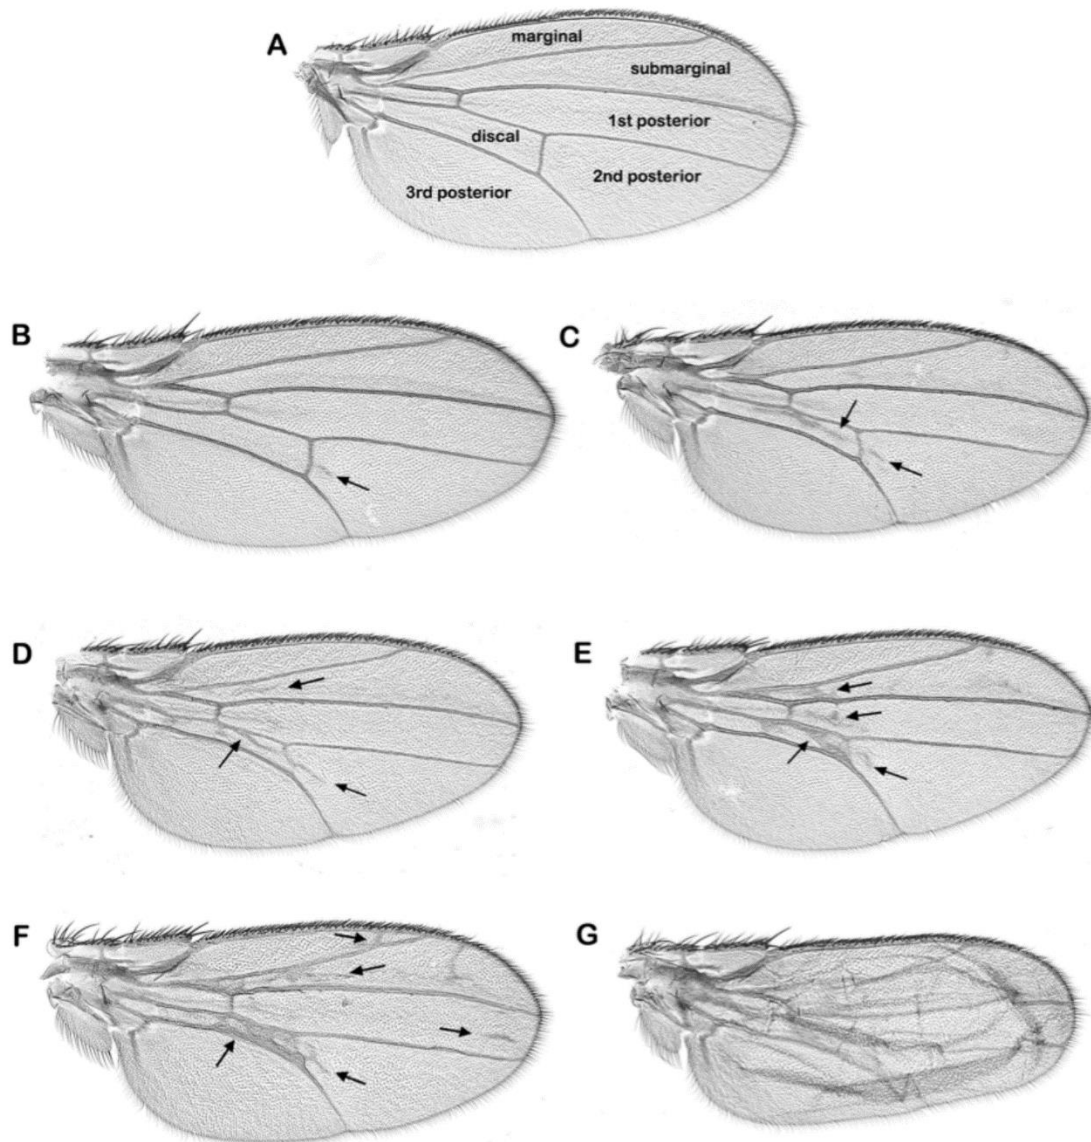 A
marginal
submarginal
1st posterior
discal
2nd posterior
3rd posterior
B
C
D
E
F
G